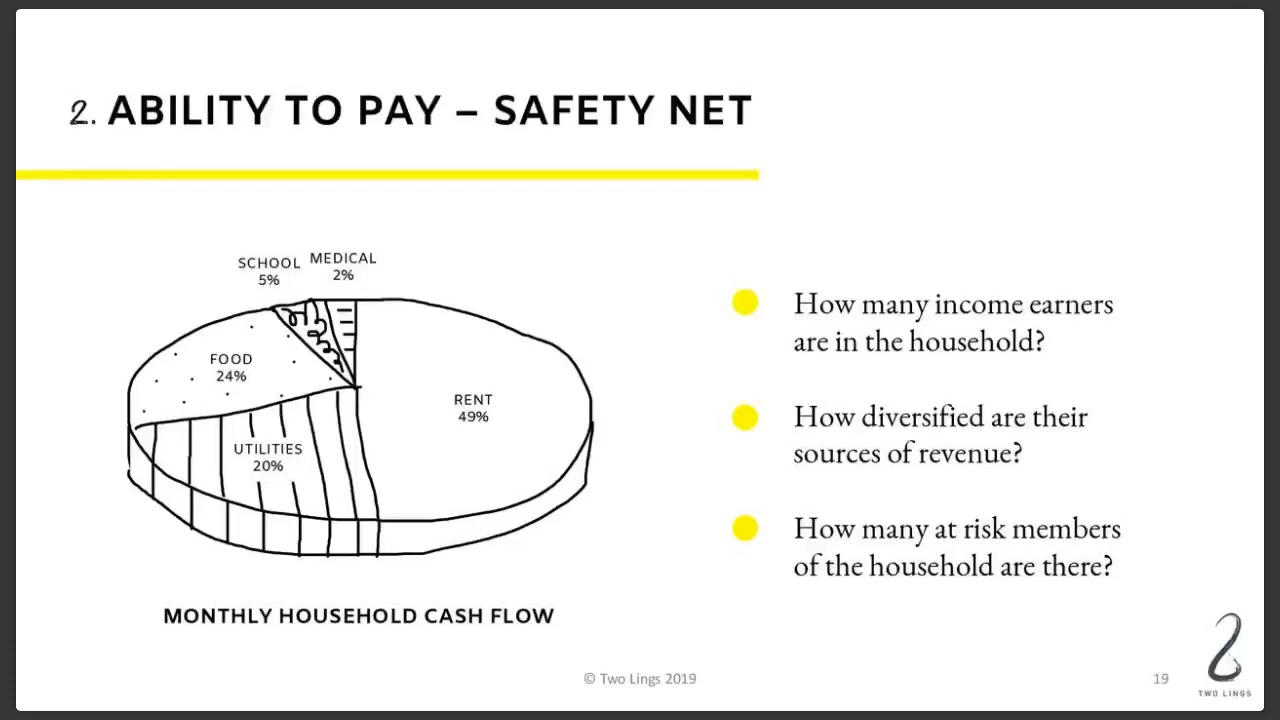 2. ABILITY TO PAY – SAFETY NET
SCHOOL
5%
MEDICAL
2%
FOOD
24%
RENT
49%
UTILITIES
20%
MONTHLY HOUSEHOLD CASH FLOW
How many income earners
are in the household?
How diversified are their
sources of revenue?
How many at risk members
of the household are there?
© Two Lings 2019
19
TWO LINGS